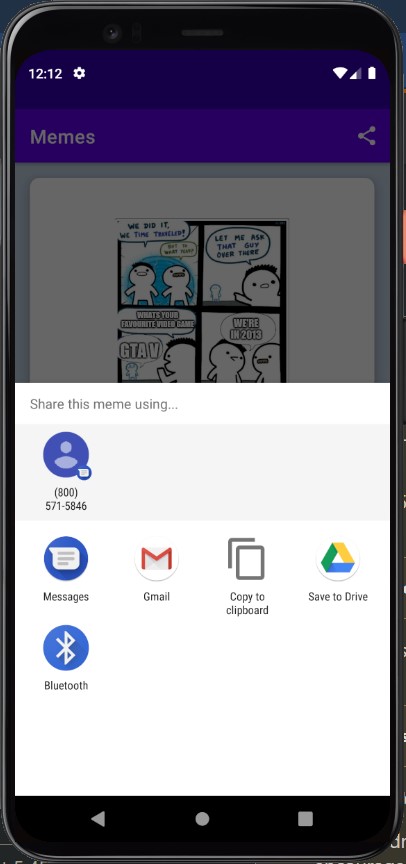 12:12
Memes
WE DID IT,
WE TIME TRAVELED!
BUT TO
WHAT YEAR?
LET ME ASK
THAT GUY
OVER THERE
WHATS YOUR
FAVOURITE VIDEO GAME
GTA V
WE'RE
IN 2013
Share this meme using...
(800)
571-5846
Messages
Gmail
Copy to
clipboard
Save to Drive
Bluetooth